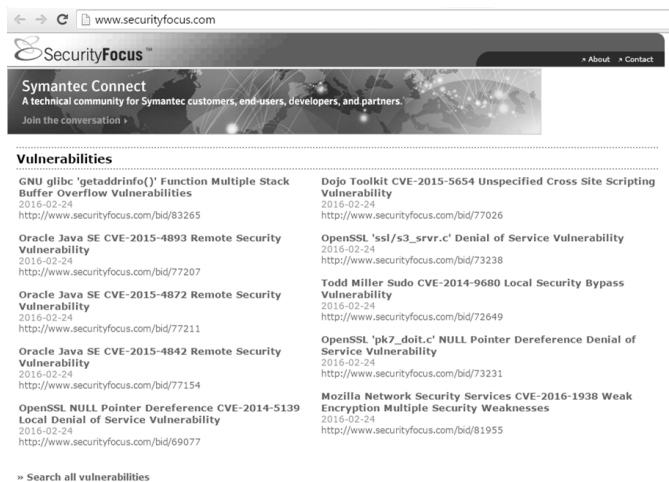 www.securityfocus.com
SecurityFocus™
About Contact
Symantec Connect
A technical community for Symantec customers, end-users, developers, and partners.
Join the conversation
Vulnerabilities
GNU glibc 'getaddrinfo()' Function Multiple Stack
Buffer Overflow Vulnerabilities
2016-02-24
http://www.securityfocus.com/bid/83265
Oracle Java SE CVE-2015-4893 Remote Security
Vulnerability
2016-02-24
http://www.securityfocus.com/bid/77207
Oracle Java SE CVE-2015-4872 Remote Security
Vulnerability
2016-02-24
http://www.securityfocus.com/bid/77211
Oracle Java SE CVE-2015-4842 Remote Security
Vulnerability
2016-02-24
http://www.securityfocus.com/bid/77154
OpenSSL NULL Pointer Dereference CVE-2014-5139
Local Denial of Service Vulnerability
2016-02-24
http://www.securityfocus.com/bid/69077
Dojo Toolkit CVE-2015-5654 Unspecified Cross Site Scripting
Vulnerability
2016-02-24
http://www.securityfocus.com/bid/77026
OpenSSL 'ssl/s3_srvr.c' Denial of Service Vulnerability
2016-02-24
http://www.securityfocus.com/bid/73238
Todd Miller Sudo CVE-2014-9680 Local Security Bypass
Vulnerability
2016-02-24
http://www.securityfocus.com/bid/72649
OpenSSL 'pk7_doit.c' NULL Pointer Dereference Denial of
Service Vulnerability
2016-02-24
http://www.securityfocus.com/bid/73231
Mozilla Network Security Services CVE-2016-1938 Weak
Encryption Multiple Security Weaknesses
2016-02-24
http://www.securityfocus.com/bid/81955
» Search all vulnerabilities